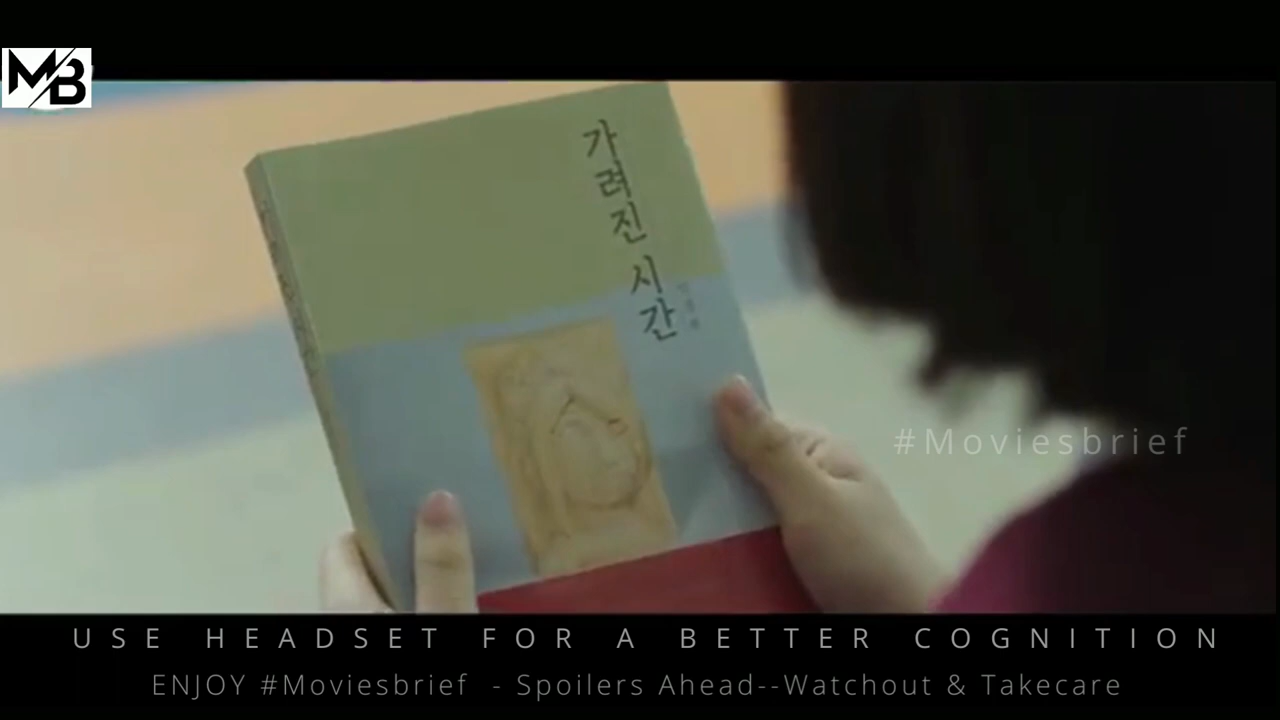 MB
가려진 시간
#Moviesbrief
USE HEADSET FOR A BETTER COGNITION
ENJOY #Moviesbrief - Spoilers Ahead--Watchout & Takecare